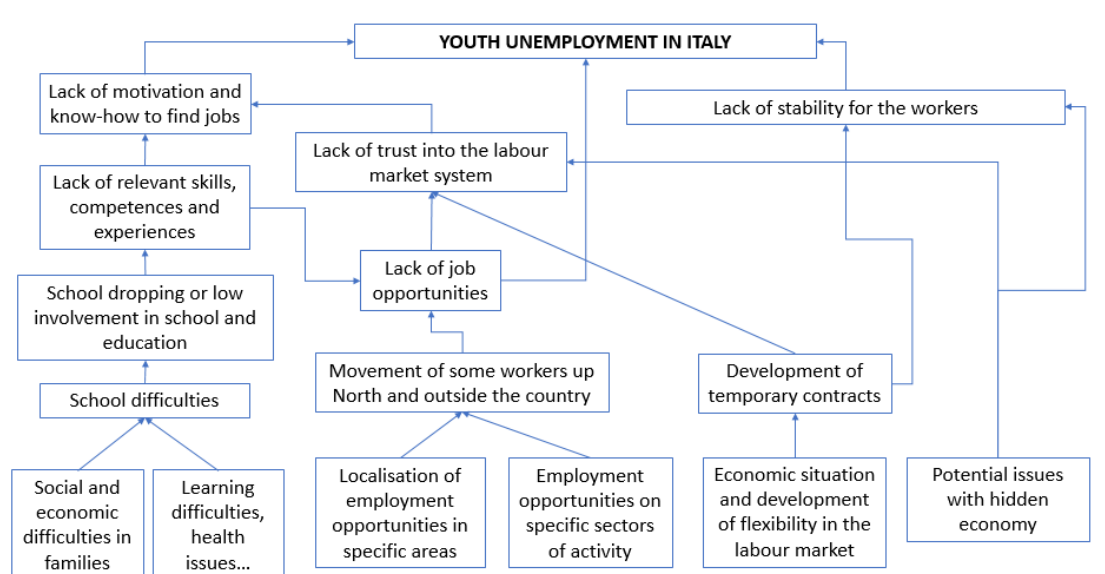 YOUTH UNEMPLOYMENT IN ITALY
Lack of motivation and
know-how to find jobs
Lack of stability for the workers
Lack of trust into the labour
market system
Lack of relevant skills,
competences and
experiences
Lack of job
opportunities
School dropping or low
involvement in school and
education
Movement of some workers up
North and outside the country
Development of
temporary contracts
School difficulties
Social and
economic
difficulties in
families
Learning
difficulties,
health
issues...
Localisation of
employment
opportunities in
specific areas
Employment
opportunities on
specific sectors
of activity
Economic situation
and development
of flexibility in the
labour market
Potential issues
with hidden
economy